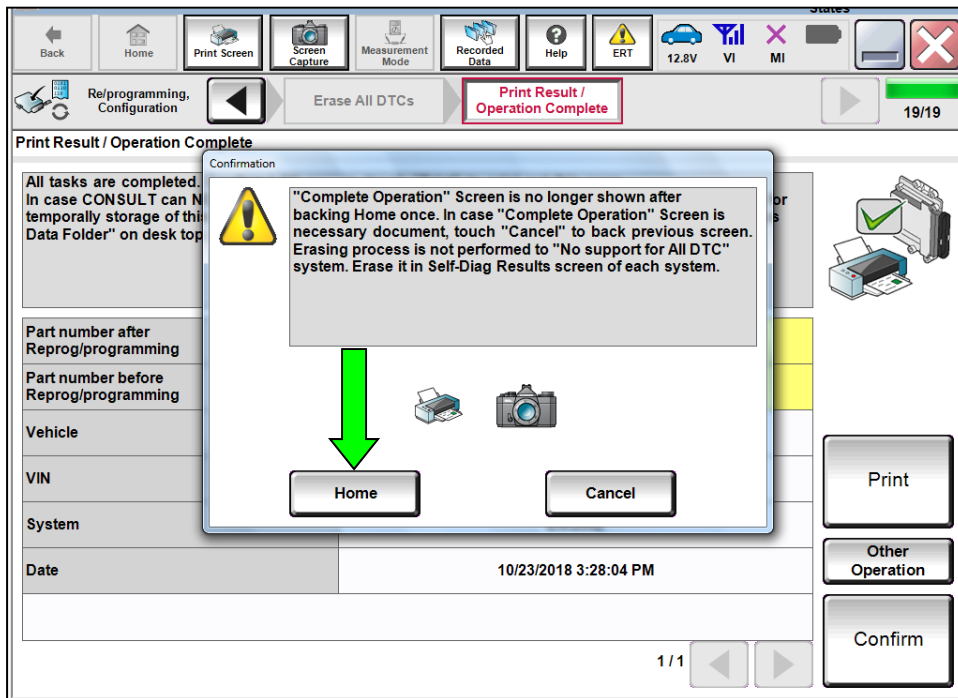 States
Back
Home
Print Screen
Screen
Capture
Measurement
Mode
Recorded
Data
Help
ERT
12.8V
VI
MI
Re/programming,
Configuration
Erase All DTCs
Print Result /
Operation Complete
19/19
Print Result / Operation Complete
All tasks are completed.
In case CONSULT can N
or
temporally storage of this
s
Data Folder" on desk top
Confirmation
"Complete Operation" Screen is no longer shown after
backing Home once. In case "Complete Operation" Screen is
necessary document, touch "Cancel" to back previous screen.
Erasing process is not performed to "No support for All DTC"
system. Erase it in Self-Diag Results screen of each system.
Home
Cancel
Part number after
Reprog/programming
Part number before
Reprog/programming
Vehicle
VIN
System
Date
10/23/2018 3:28:04 PM
1/1
Print
Other
Operation
Confirm